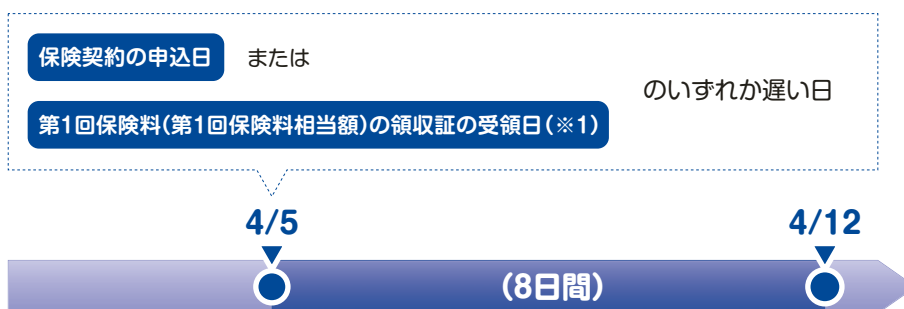 保険契約の申込日 または
のいずれか遅い日
第1回保険料(第1回保険料相当額)の領収証の受領日(※1)
4/5 4/12
(8日間)